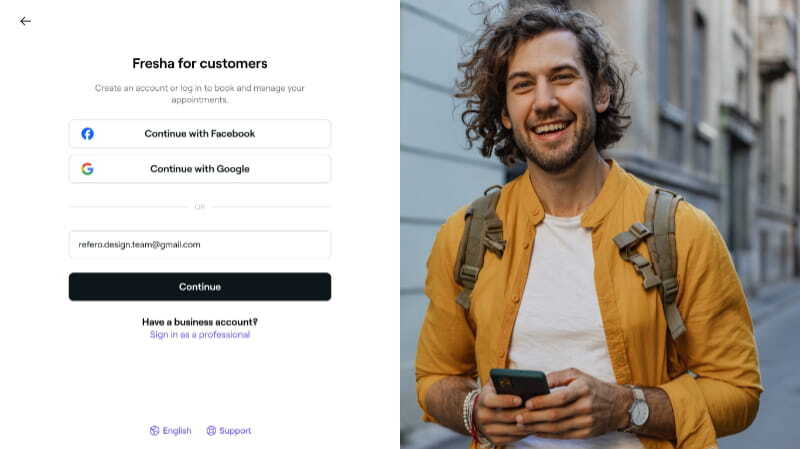 Fresha for customers
Create an account or log in to book and manage your
appointments.
Continue with Facebook
Continue with Google
OR
refero.design.team@gmail.com
Continue
Have a business account?
Sign in as a professional
English
Support